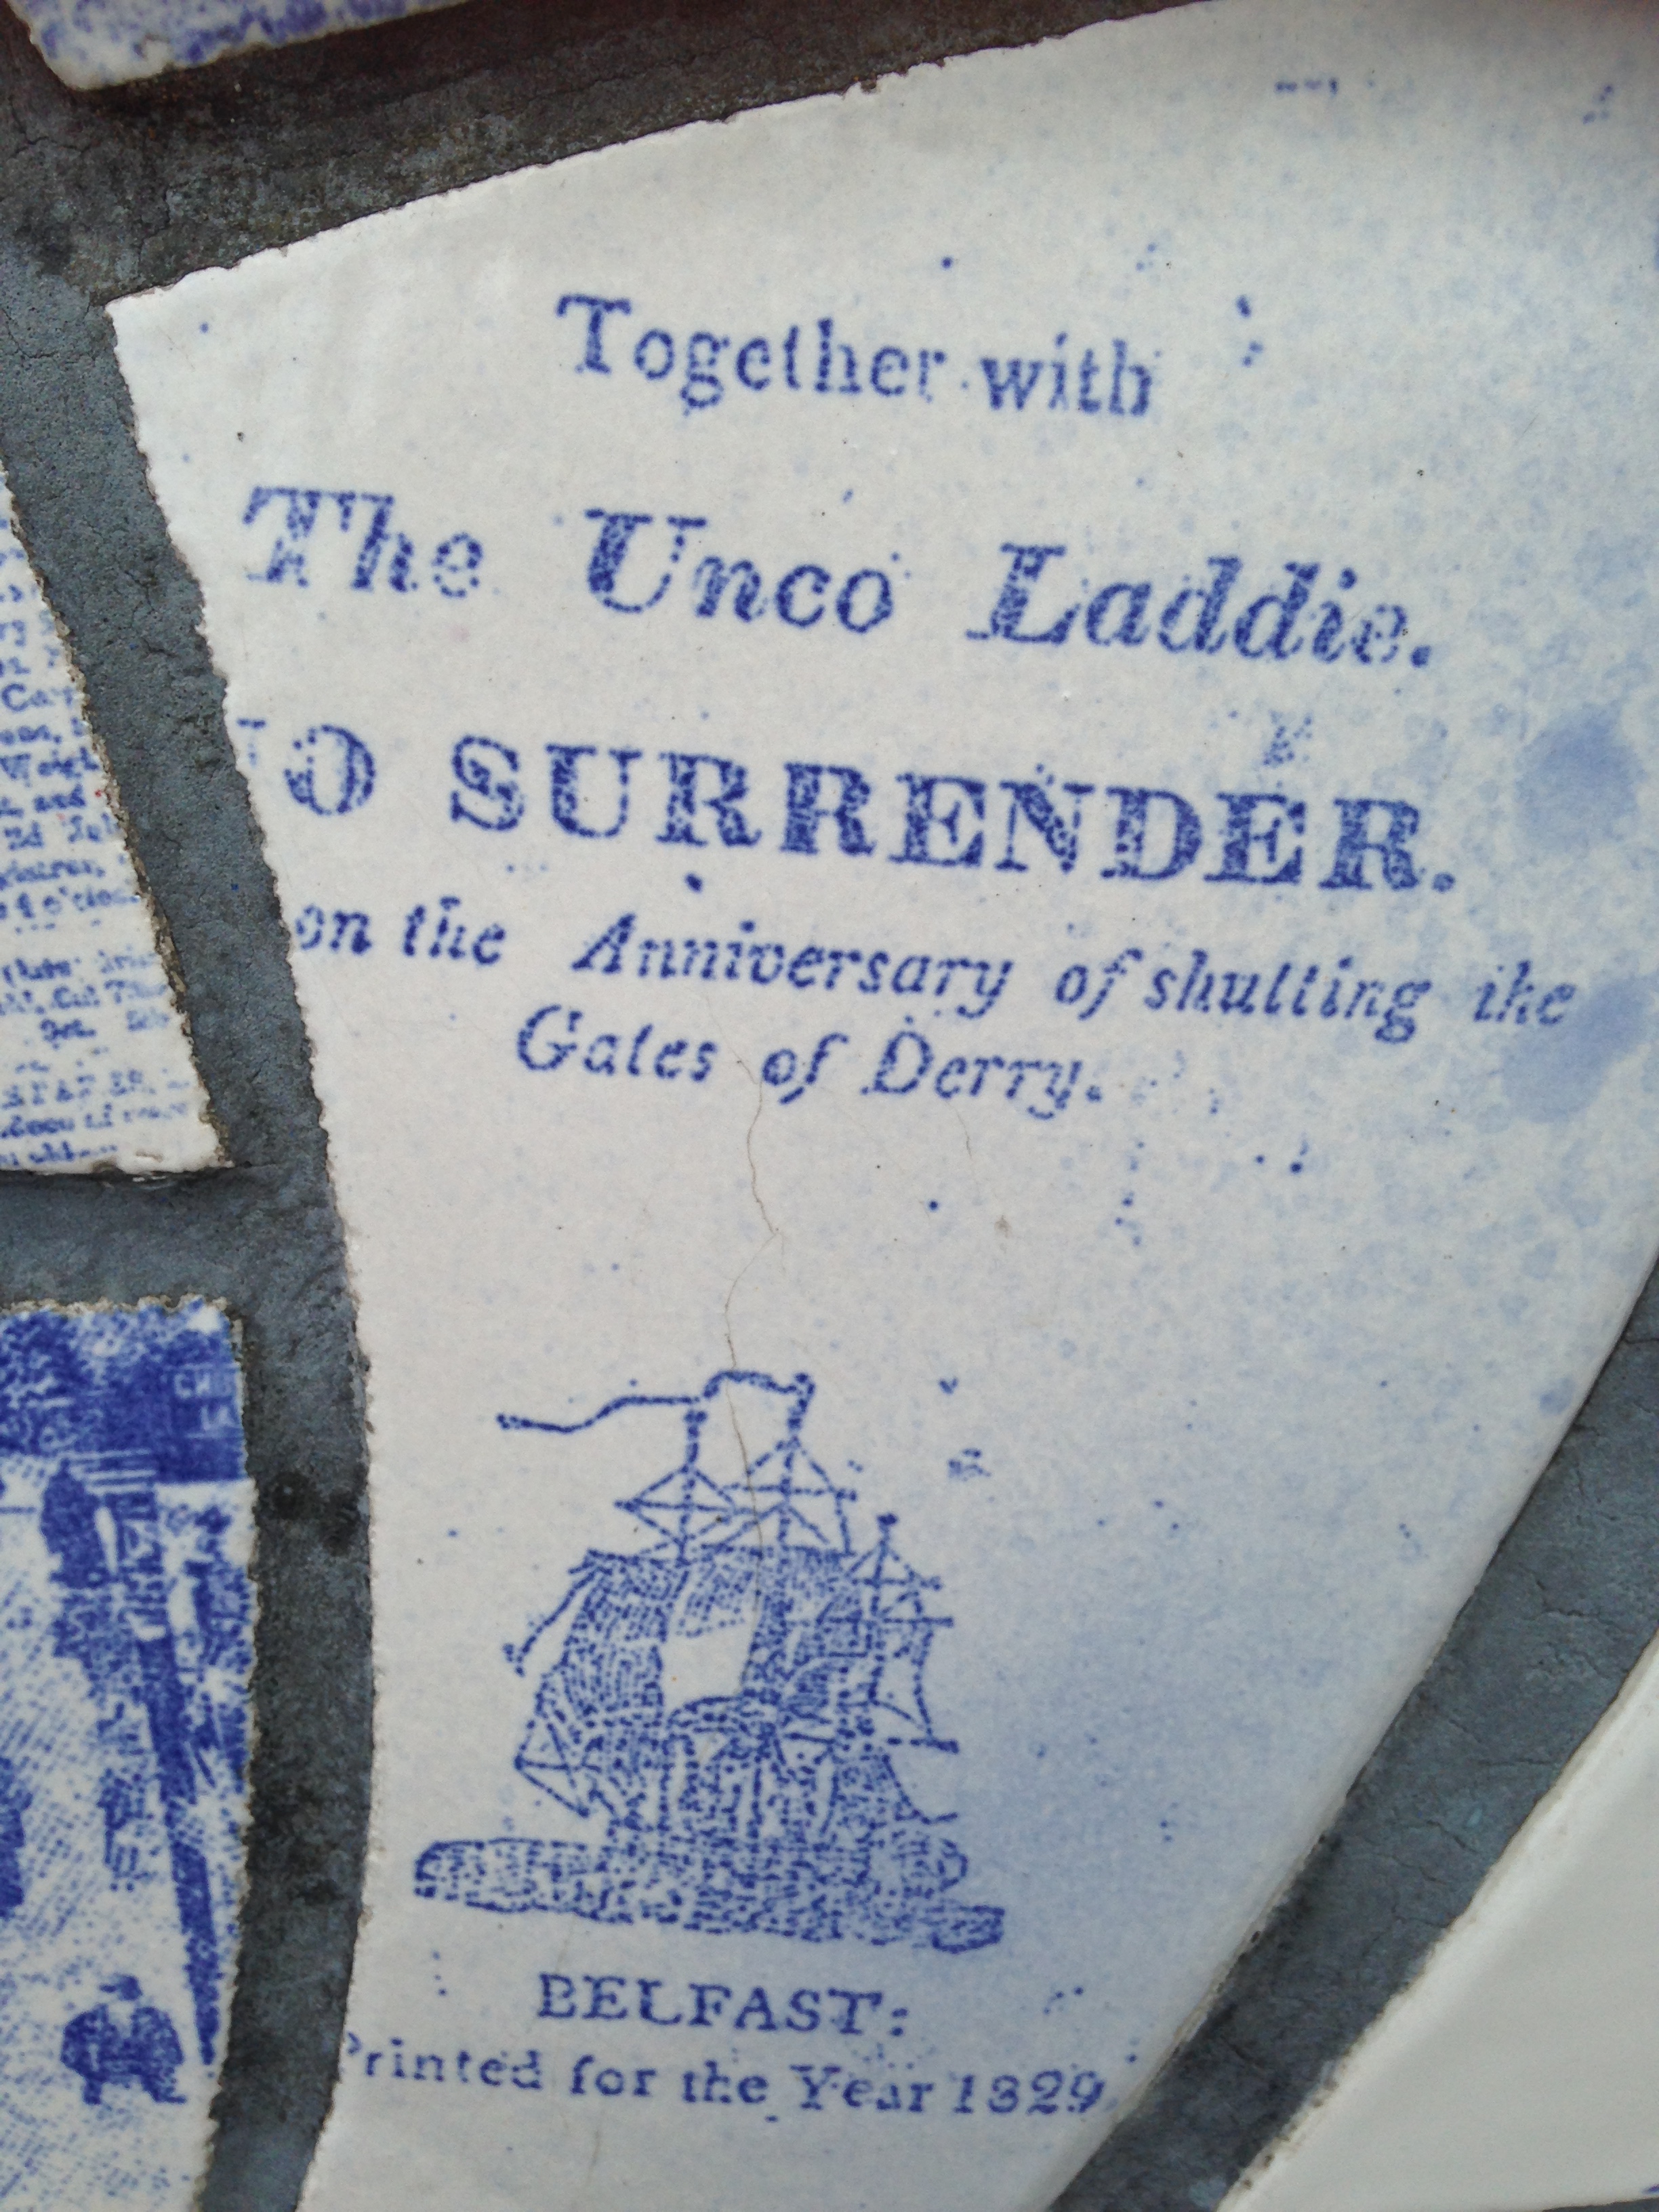 Together with
The Unco Laddie.
O SURRENDER.
on the Anniversary of shutting the
Gates of Derry.
BELFAST:
Printed for the Year 1829